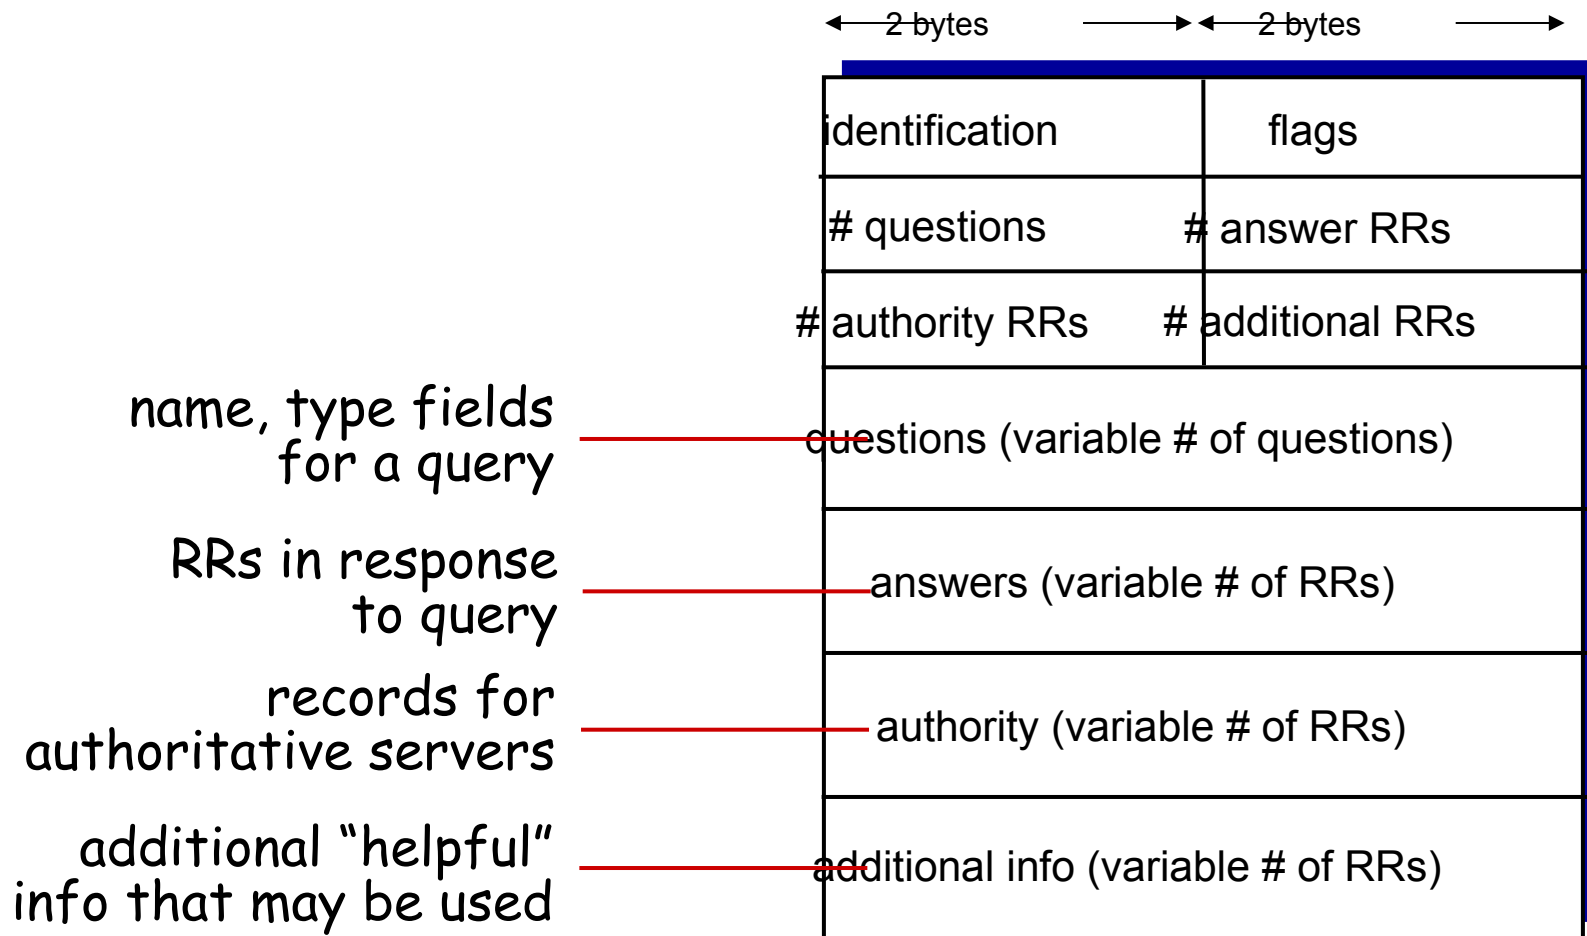 2 bytes 2 bytes
identification flags
# questions # answer RRs
# authority RRs # additional RRs
name, type fields
for a query
questions (variable # of questions)
RRs in response
to query
answers (variable # of RRs)
records for
authoritative servers
authority (variable # of RRs)
additional “helpful”
info that may be used
additional info (variable # of RRs)